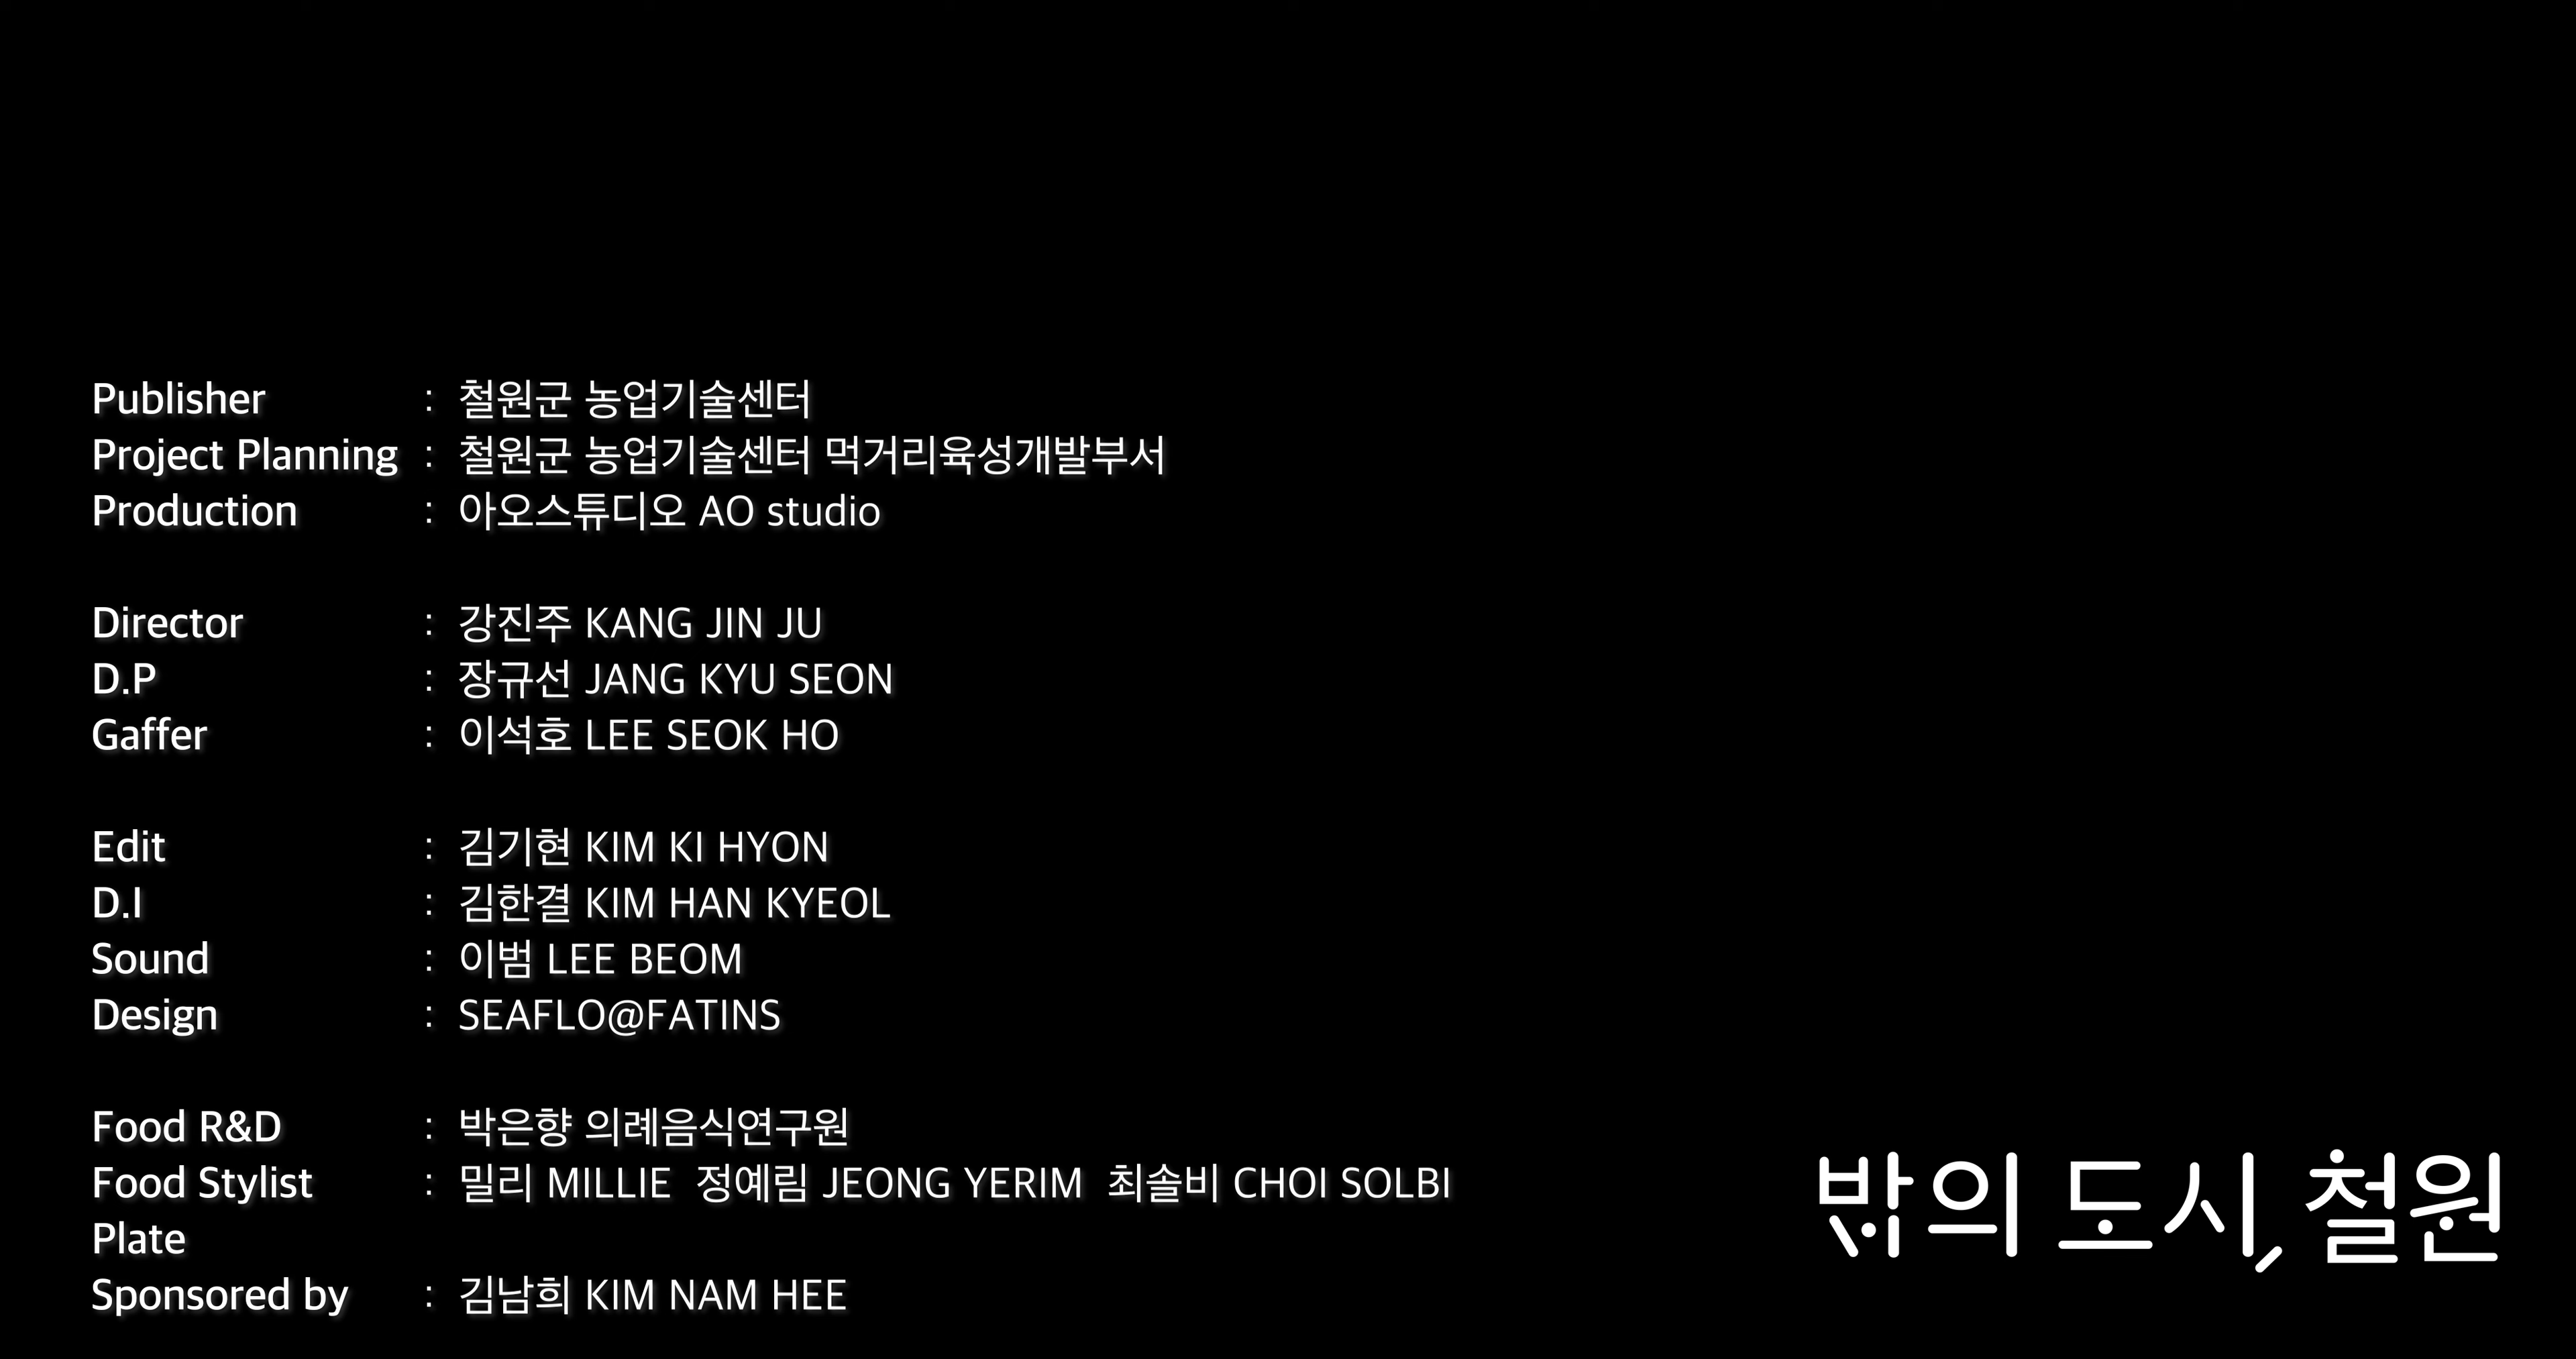 Publisher : 철원군 농업기술센터
Project Planning : 철원군 농업기술센터 먹거리육성개발부서
Production : 아오스튜디오 AO studio
Director : 강진주 KANG JIN JU
D.P : 장규선 JANG KYU SEON
Gaffer : 이석호 LEE SEOK HO
Edit : 김기현 KIM KI HYON
D.I : 김한결 KIM HAN KYEOL
Sound : 이범 LEE BEOM
Design : SEAFLO@FATINS
Food R&D : 박은향 의례음식연구원
Food Stylist : 밀리 MILLIE 정예림 JEONG YERIM 최솔비 CHOI SOLBI
Plate
Sponsored by : 김남희 KIM NAM HEE
밖의 도시, 철원